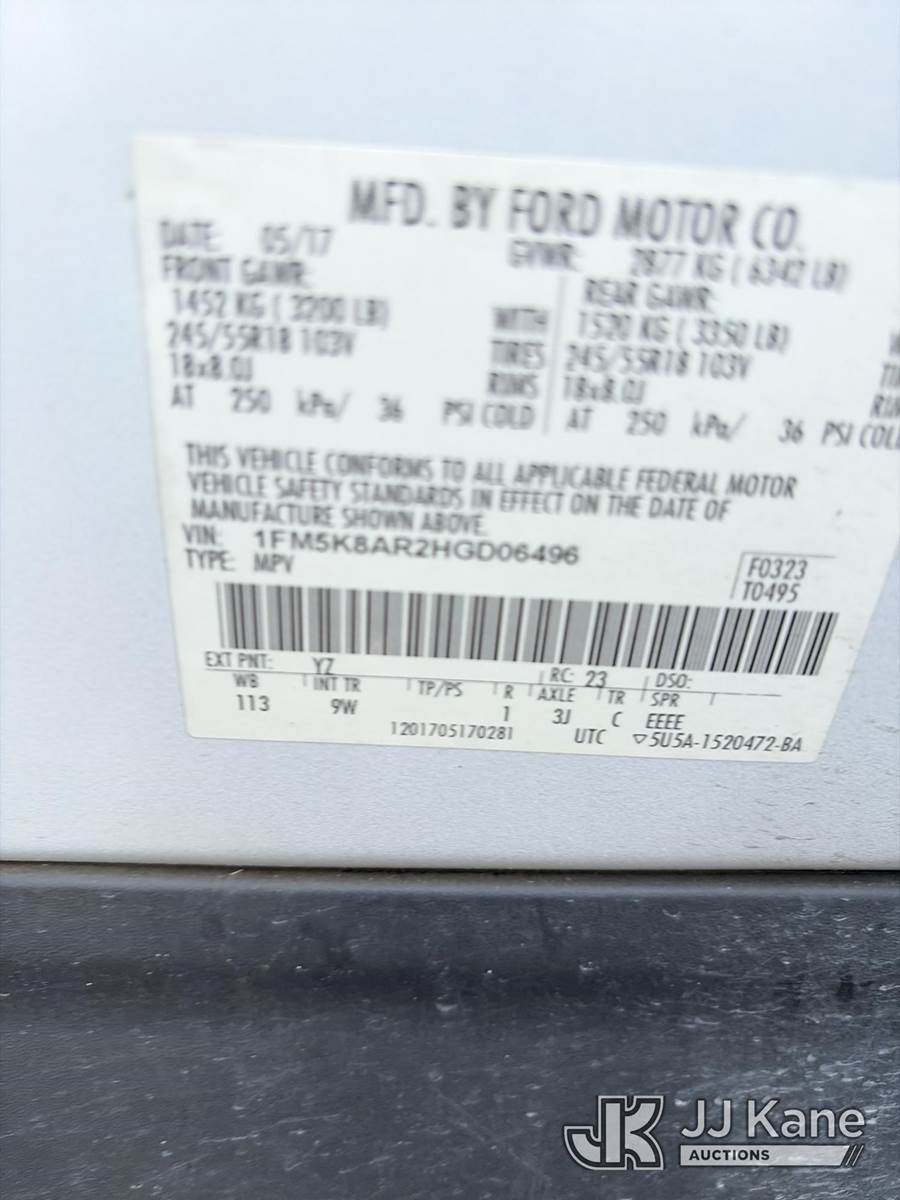 MFD. BY FORD MOTOR CO.
DATE: 05/17 GVWR: 2877 KG ( 6342 LB)
FRONT GAWR: REAR GAWR:
1452 KG ( 3200 LB) WITH 1520 KG ( 3350 LB)
245/55R18 103V TIRES 245/55R18 103V
18x8.0J RIMS 18x8.0J
AT 250 kPa/ 36 PSI COLD AT 250 kPa/ 36 PSI COLD
THIS VEHICLE CONFORMS TO ALL APPLICABLE FEDERAL MOTOR
VEHICLE SAFETY STANDARDS IN EFFECT ON THE DATE OF
MANUFACTURE SHOWN ABOVE.
VIN: 1FM5K8AR2HGD06496
TYPE: MPV
F0323
T0495
EXT PNT: YZ RC: 23 DSO:
WB INT TR TP/PS R AXLE TR SPR
113 9W 1 3J C EEEE
1201705170281 UTC ▽5U5A-1520472-BA
JK JJ Kane
AUCTIONS